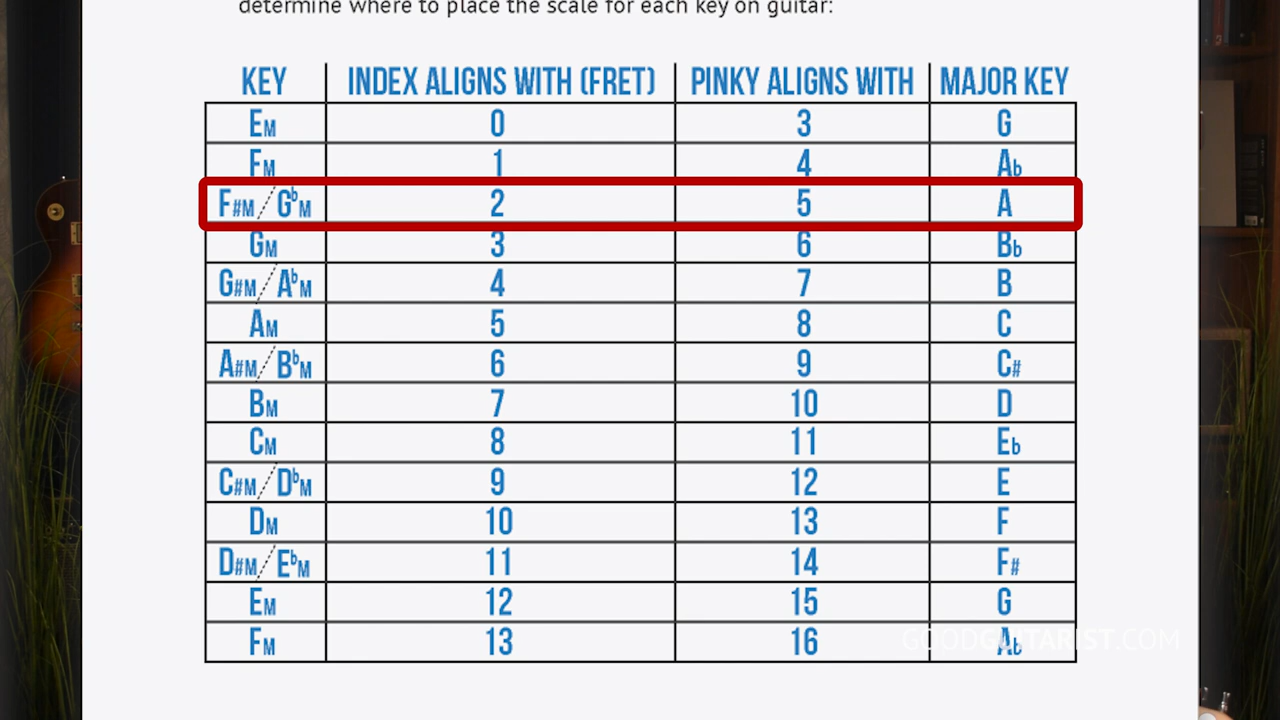 determine where to place the scale for each key on guitar:
KEY INDEX ALIGNS WITH (FRET) PINKY ALIGNS WITH MAJOR KEY
EM 0 3 G
FM 1 4 Ab
F#M/GbM 2 5 A
GM 3 6 Bb
G#M/AbM 4 7 B
AM 5 8 C
A#M/BbM 6 9 C#
BM 7 10 D
CM 8 11 Eb
C#M/DbM 9 12 E
DM 10 13 F
D#M/EbM 11 14 F#
EM 12 15 G
FM 13 16 Ab
GOODGUITARIST.COM